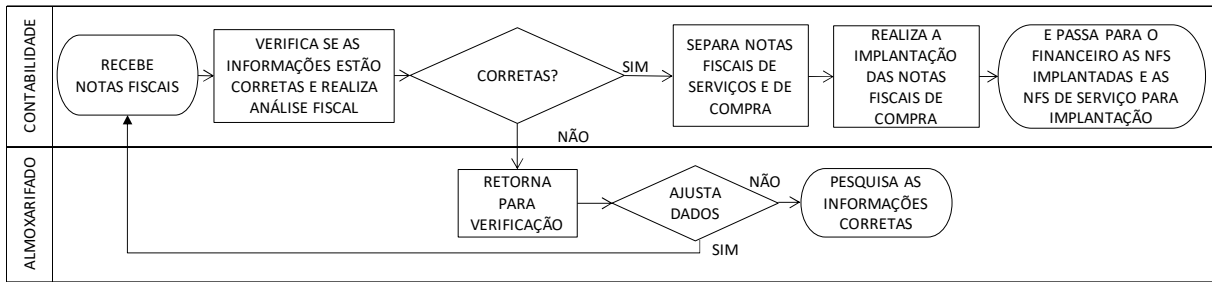 CONTABILIDADE
RECEBE
NOTAS FISCAIS
VERIFICA SE AS
INFORMAÇÕES ESTÃO
CORRETAS E REALIZA
ANÁLISE FISCAL
CORRETAS?
SIM
SEPARA NOTAS
FISCAIS DE
SERVIÇOS E DE
COMPRA
REALIZA A
IMPLANTAÇÃO
DAS NOTAS
FISCAIS DE
COMPRA
E PASSA PARA O
FINANCEIRO AS NFS
IMPLANTADAS E AS
NFS DE SERVIÇO PARA
IMPLANTAÇÃO
NÃO
ALMOXARIFADO
RETORNA
PARA
VERIFICAÇÃO
AJUSTA
DADOS
NÃO
PESQUISA AS
INFORMAÇÕES
CORRETAS
SIM